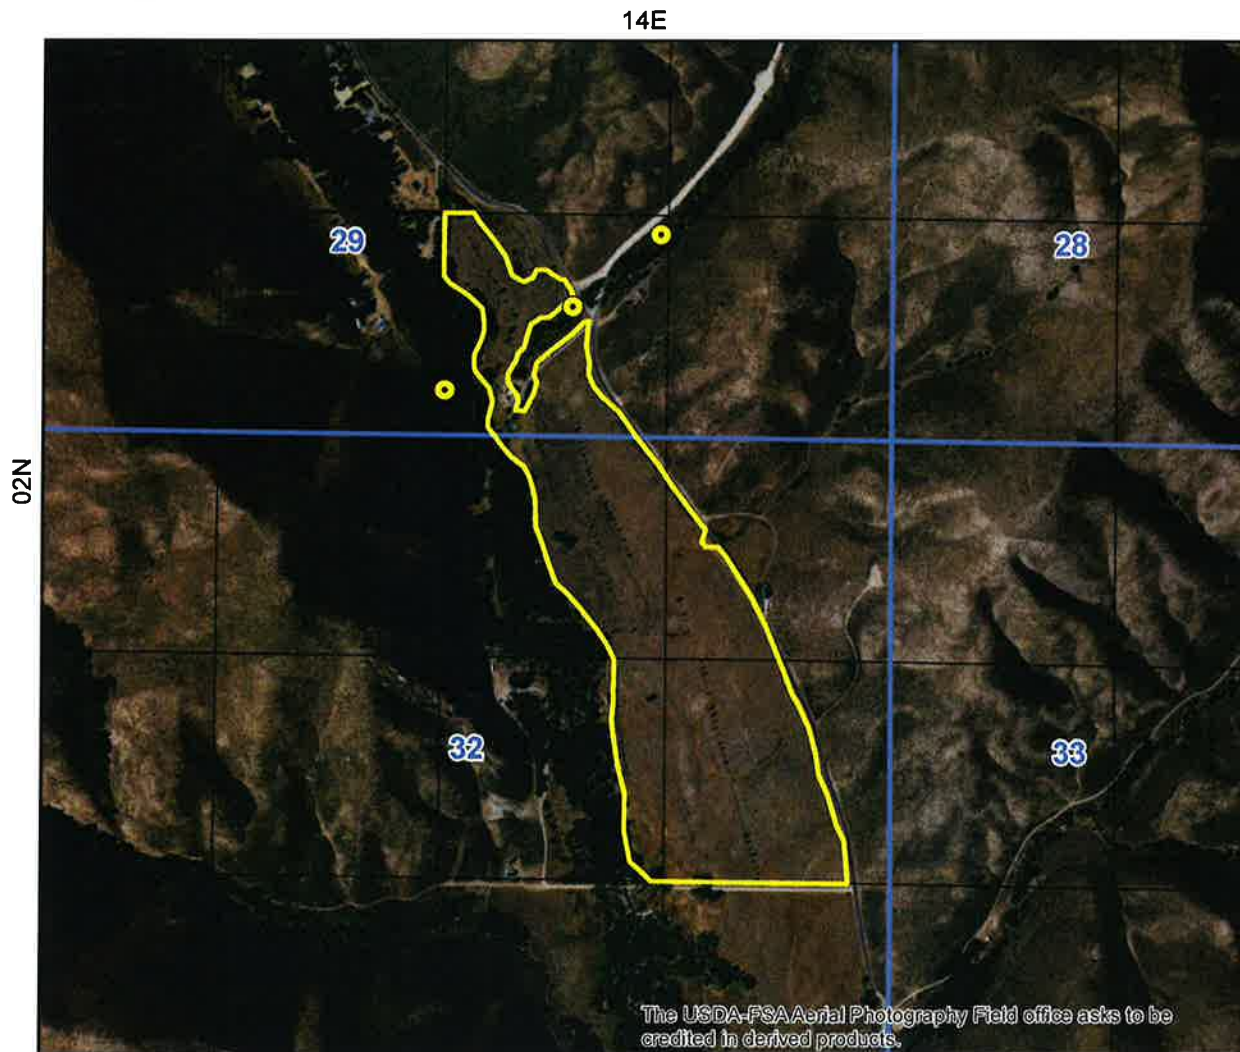 14E
29
28
02N
32
33
The USDA-FSA Aerial Photography Field office asks to be
credited in derived products.